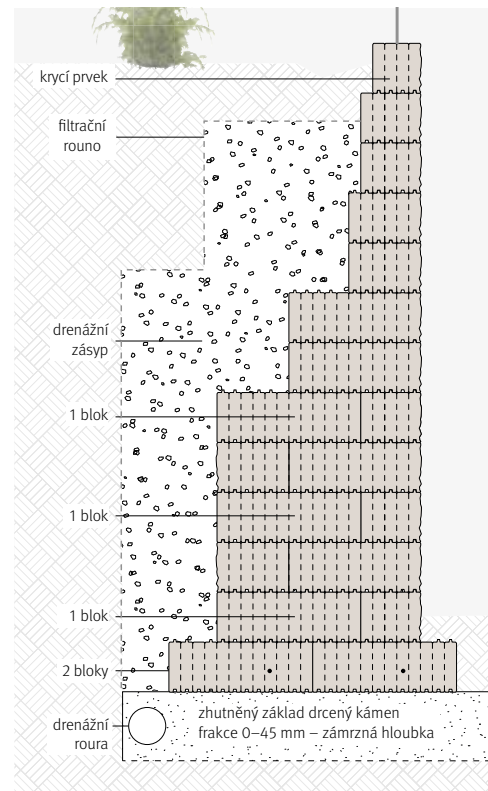 krycí prvek
filtrační
rouno
drenážní
zásyp
1 blok
1 blok
1 blok
2 bloky
drenážní
roura
zhutněný základ drcený kámen
frakce 0–45 mm – zámrzná hloubka